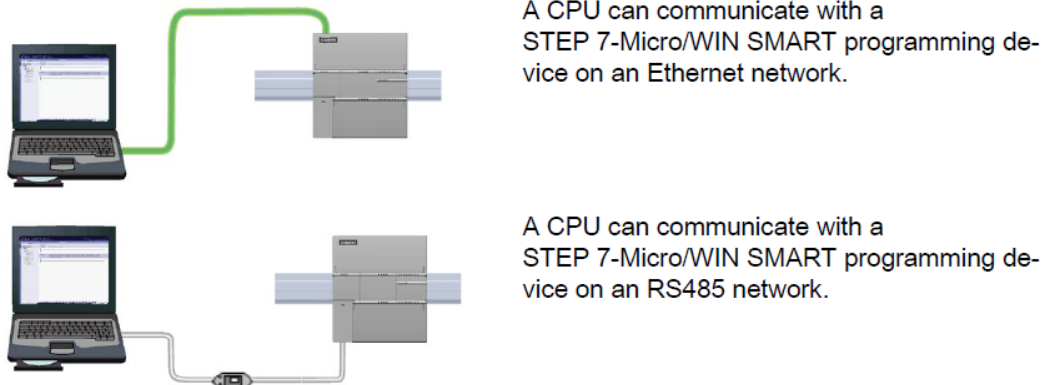 A CPU can communicate with a
STEP 7-Micro/WIN SMART programming de-
vice on an Ethernet network.
A CPU can communicate with a
STEP 7-Micro/WIN SMART programming de-
vice on an RS485 network.